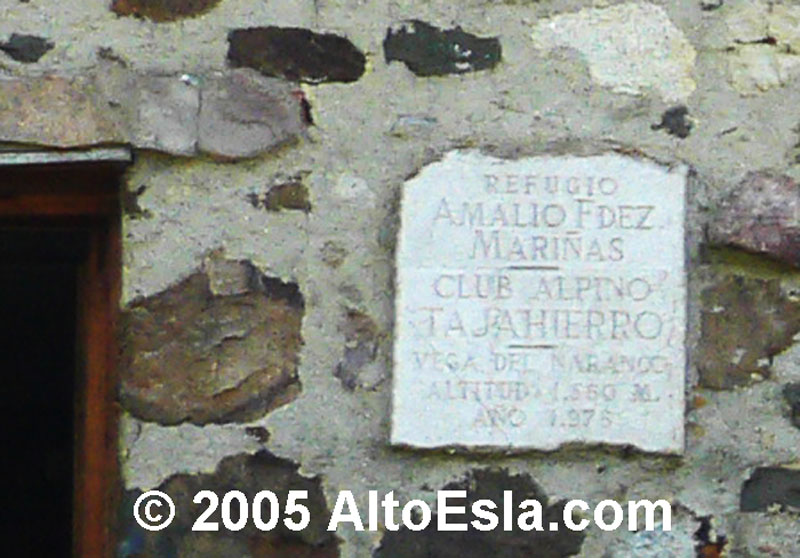 REFUGIO
AMALIO FDEZ.
MARIÑAS
CLUB ALPINO
TAJAHIERRO
VEGA DEL NARANCO
ALTITUD 1.560 M.
AÑO 1.976
© 2005 AltoEsla.com